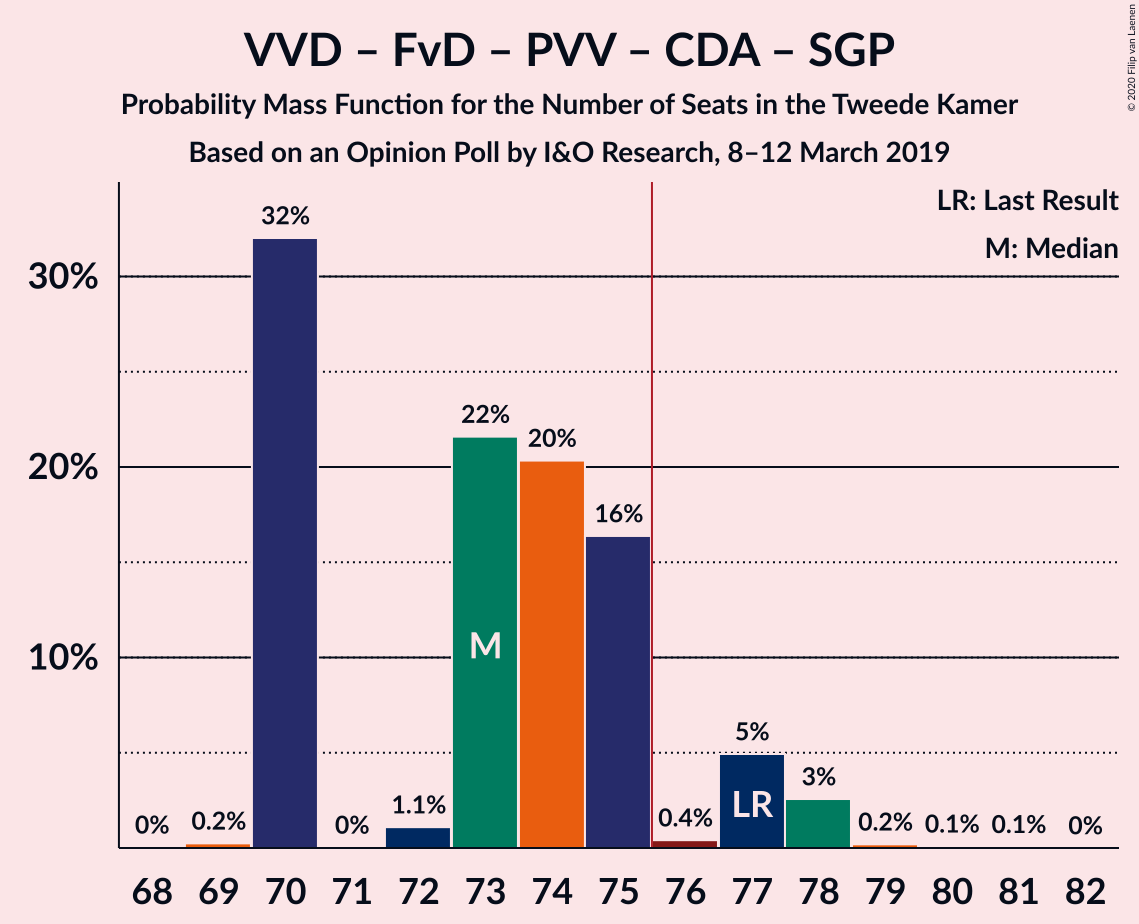 VVD – FvD – PVV – CDA – SGP
Probability Mass Function for the Number of Seats in the Tweede Kamer
Based on an Opinion Poll by I&O Research, 8–12 March 2019
© 2020 Filip van Laenen
LR: Last Result
M: Median
30%
20%
10%
0%
0.2%
32%
0%
1.1%
22%
20%
16%
0.4%
5%
3%
0.2%
0.1%
0.1%
0%
M
LR
68 69 70 71 72 73 74 75 76 77 78 79 80 81 82